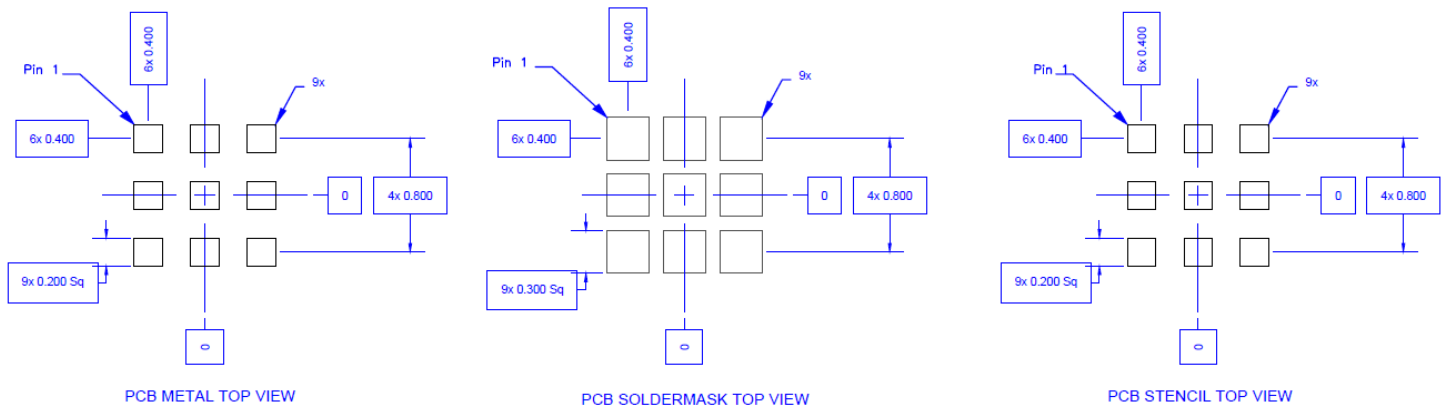 6x 0.400
Pin 1
9x
6x 0.400
0
4x 0.800
9x 0.200 Sq
0
PCB METAL TOP VIEW
6x 0.400
Pin 1
9x
6x 0.400
0
4x 0.800
9x 0.300 Sq
0
PCB SOLDERMASK TOP VIEW
6x 0.400
Pin 1
9x
6x 0.400
0
4x 0.800
9x 0.200 Sq
0
PCB STENCIL TOP VIEW